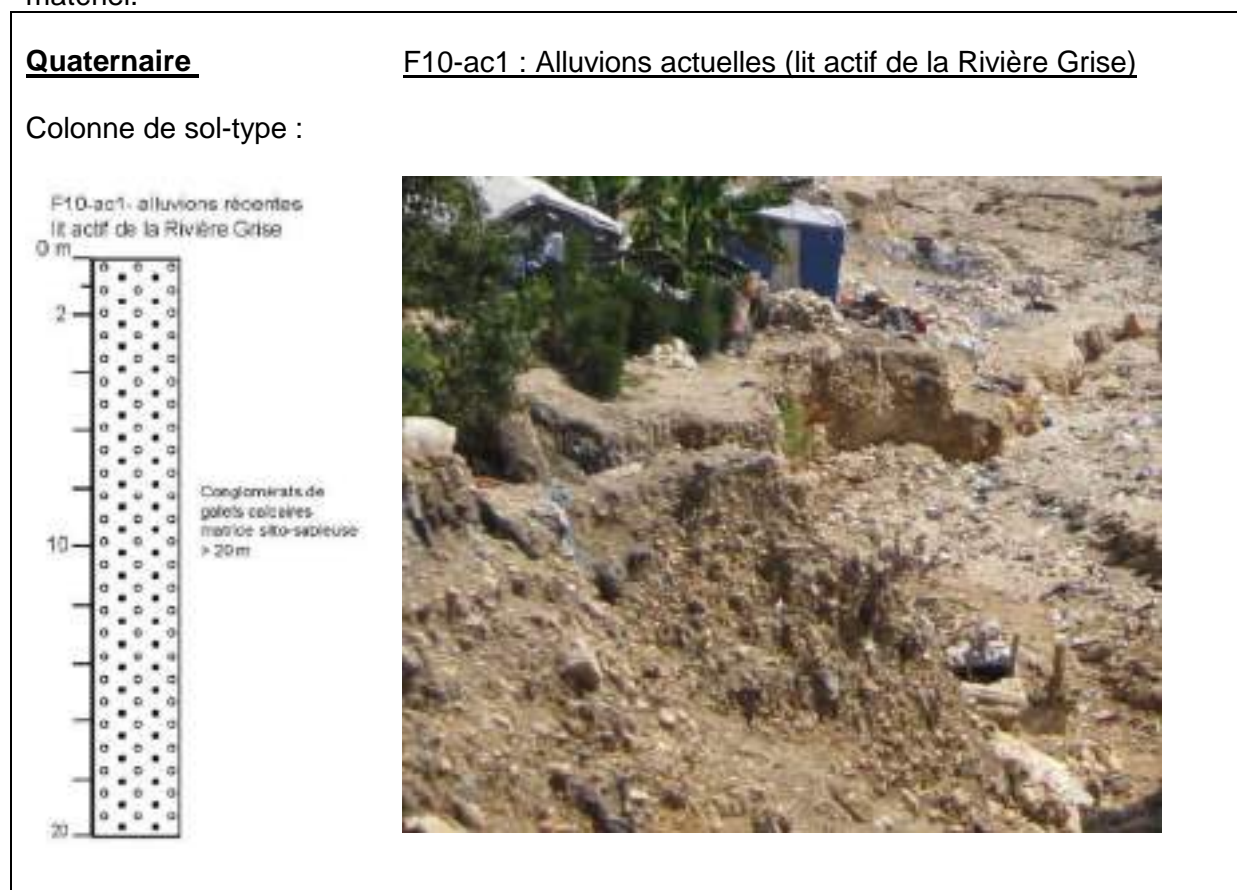 matériel.
Quaternaire F10-ac1 : Alluvions actuelles (lit actif de la Rivière Grise)
Colonne de sol-type :
F10-ac1- alluvions récentes
lit actif de la Rivière Grise
0 m
2
10
20
Conglomérats de
galets calcaires
matrice silto-sableuse
> 20 m